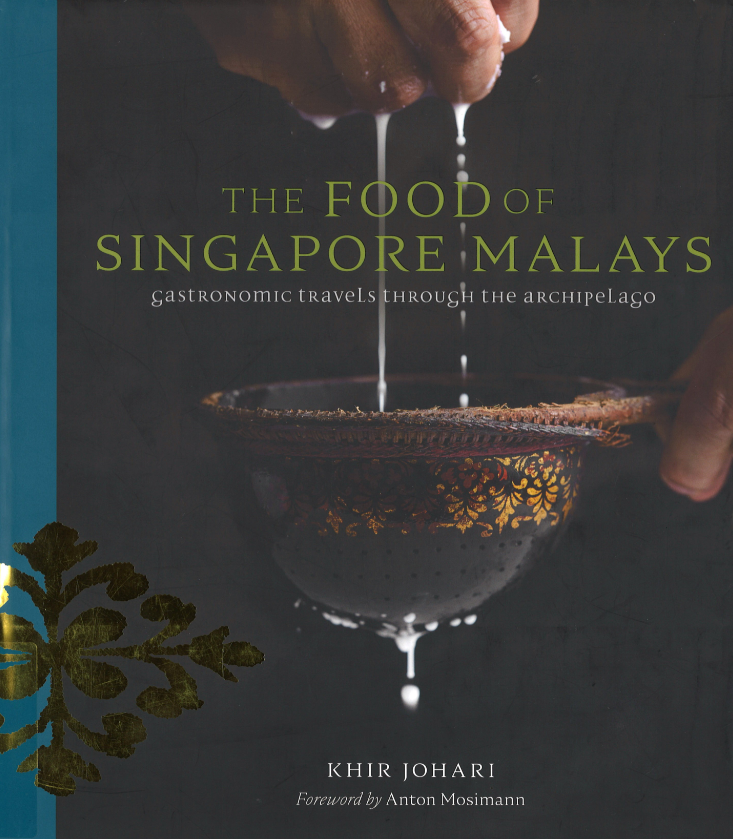 THE FOOD OF
SINGAPORE MALAYS
gastronomic travels through the archipelago
KHIR JOHARI
Foreword by Anton Mosimann